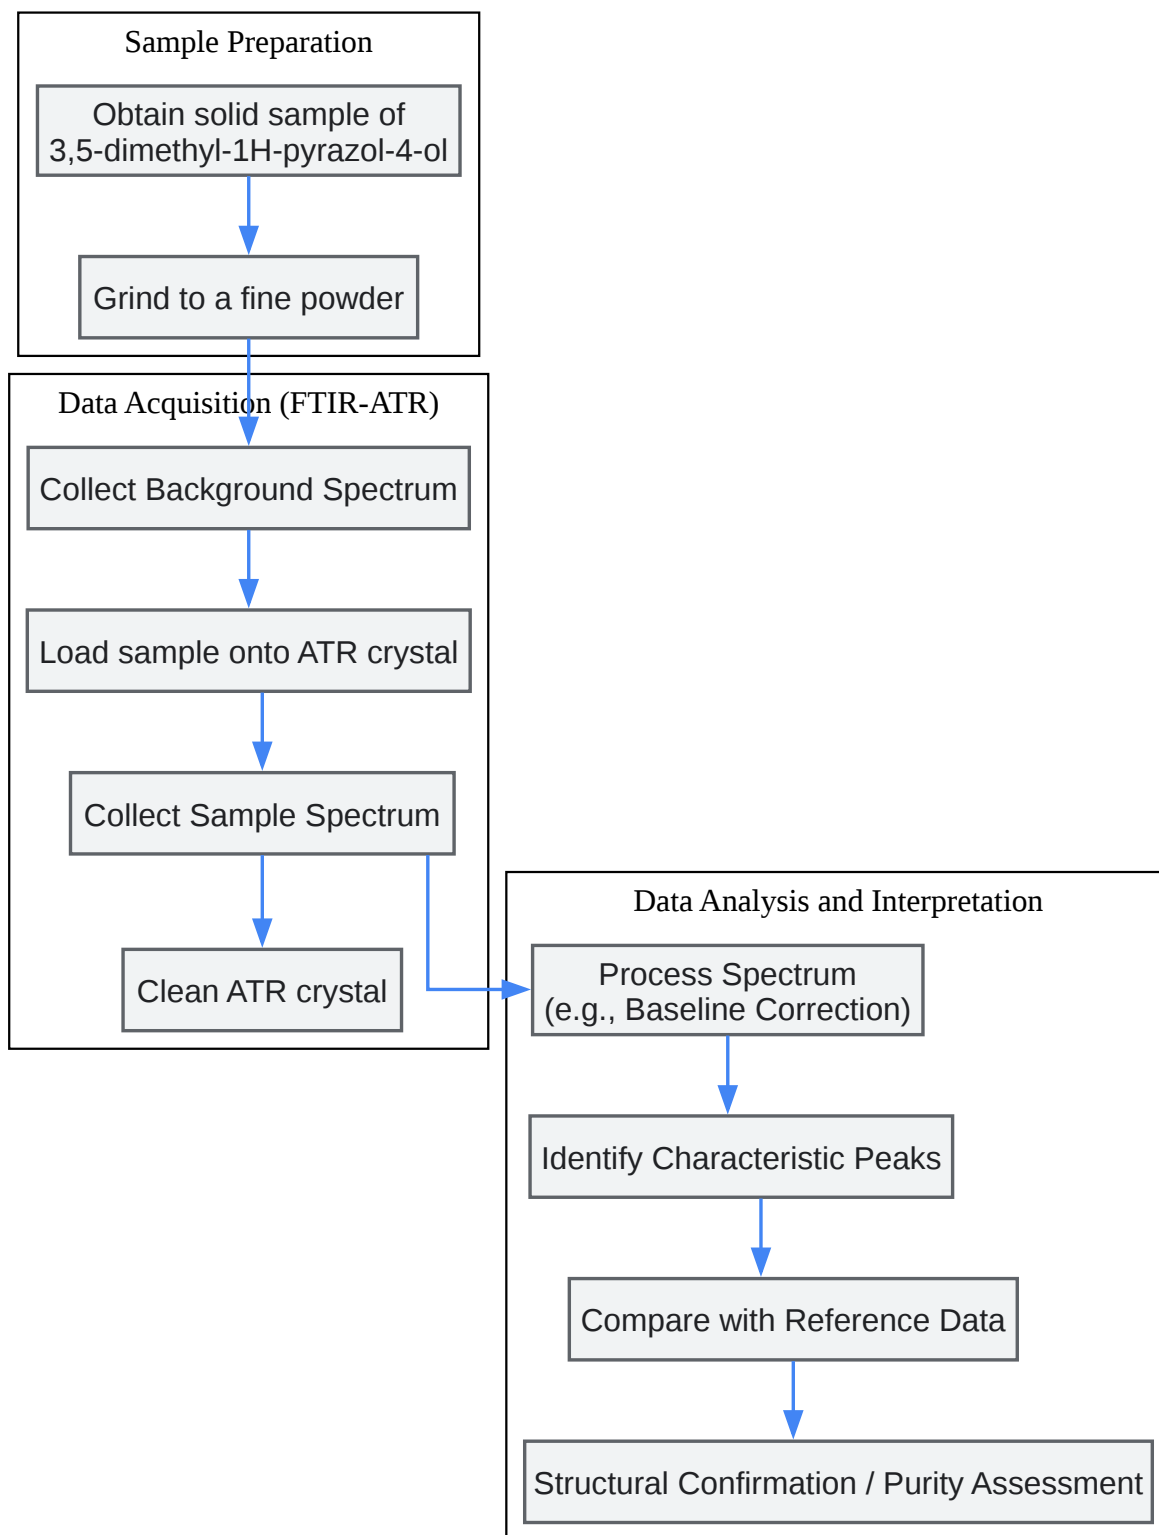 Sample Preparation
Obtain solid sample of
3,5-dimethyl-1H-pyrazol-4-ol
Grind to a fine powder
Data Acquisition (FTIR-ATR)
Collect Background Spectrum
Load sample onto ATR crystal
Collect Sample Spectrum
Clean ATR crystal
Data Analysis and Interpretation
Process Spectrum
(e.g., Baseline Correction)
Identify Characteristic Peaks
Compare with Reference Data
Structural Confirmation / Purity Assessment